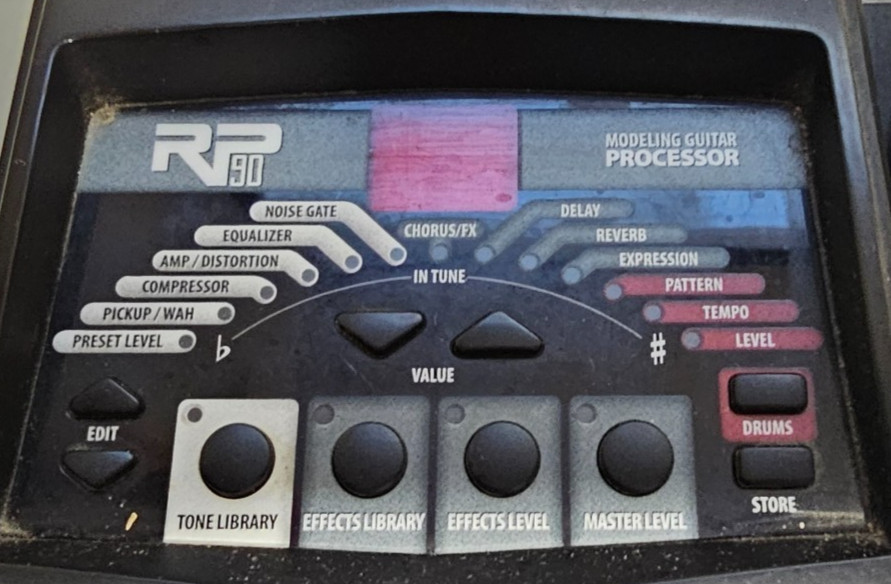 RP90
MODELING GUITAR
PROCESSOR
NOISE GATE
DELAY
CHORUS/FX
EQUALIZER
REVERB
AMP / DISTORTION
EXPRESSION
IN TUNE
COMPRESSOR
PATTERN
PICKUP / WAH
TEMPO
PRESET LEVEL
♭
♯
LEVEL
VALUE
EDIT
DRUMS
STORE
TONE LIBRARY
EFFECTS LIBRARY
EFFECTS LEVEL
MASTER LEVEL